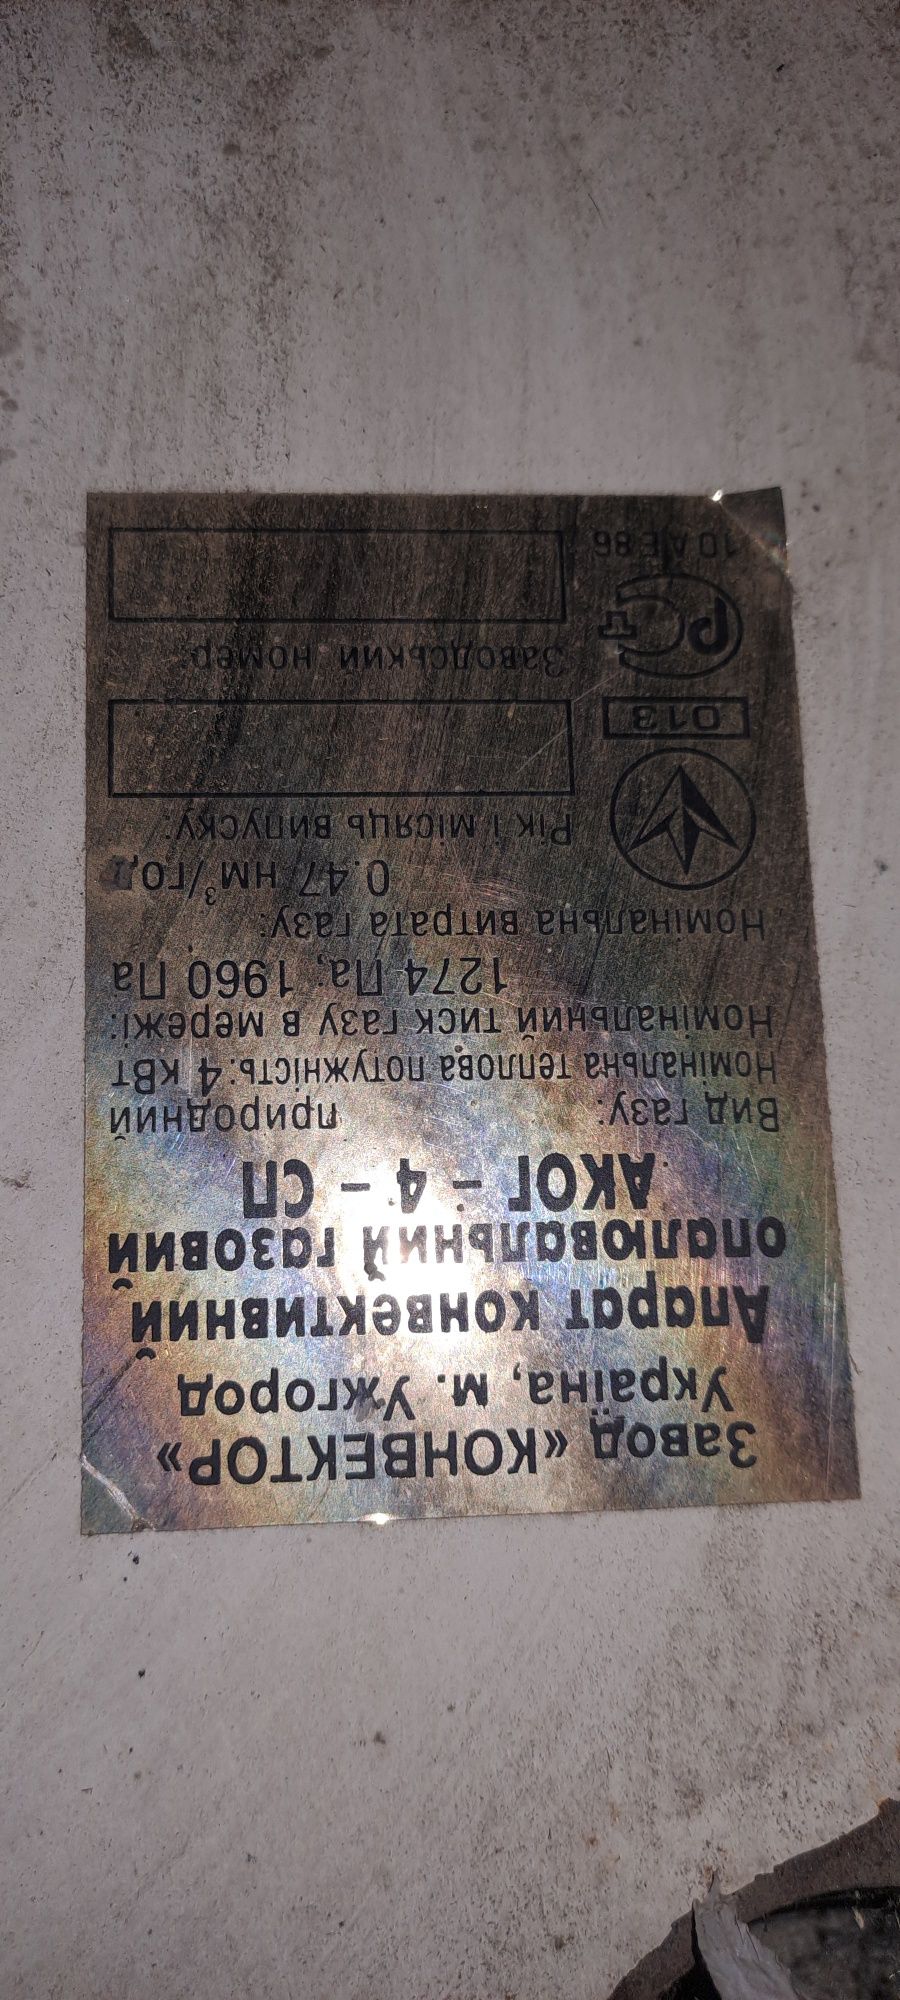 Завод «КОНВЕКТОР»
Україна, м. Ужгород
Апарат конвективний
опалювальний газовий
АКОГ – 4 – СП
Вид газу: природний
Номінальна теплова потужність: 4 кВт
Номінальний тиск газу в мережі:
1274 Па; 1960 Па
Номінальна витрата газу:
0.47 нм³/год
Рік і місяць випуску:
013
Заводський номер:
РСТ
10АЕ86